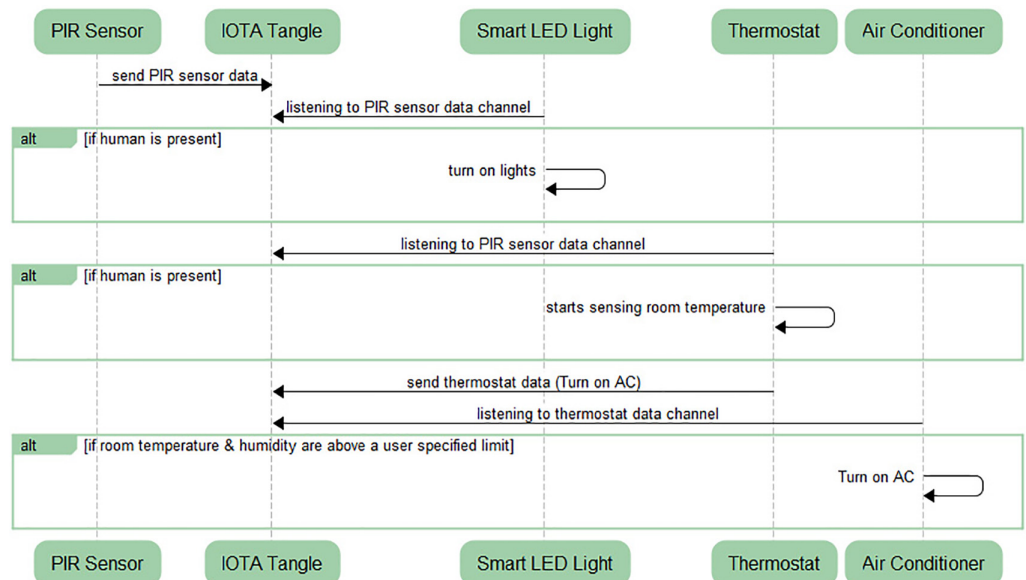 PIR Sensor IOTA Tangle Smart LED Light Thermostat Air Conditioner
send PIR sensor data
listening to PIR sensor data channel
alt [if human is present]
turn on lights
listening to PIR sensor data channel
alt [if human is present]
starts sensing room temperature
send thermostat data (Turn on AC)
listening to thermostat data channel
alt [if room temperature & humidity are above a user specified limit]
Turn on AC
PIR Sensor IOTA Tangle Smart LED Light Thermostat Air Conditioner